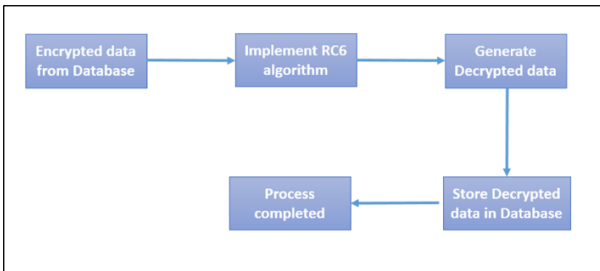 Encrypted data
from Database
Implement RC6
algorithm
Generate
Decrypted data
Store Decrypted
data in Database
Process
completed